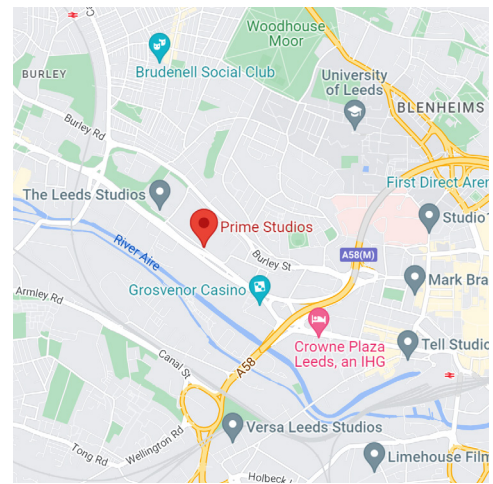 Woodhouse
Moor
Brudenell Social Club
BURLEY
University
of Leeds
BLENHEIMS
Burley Rd
First Direct Aren
The Leeds Studios
Prime Studios
Studio
River Aire
Burley St
A58(M)
Grosvenor Casino
Mark Bra
Armley Rd
Crowne Plaza
Leeds, an IHG
Tell Studio
Canal St
A58
Versa Leeds Studios
Wellington Rd
Tong Rd
Limehouse Film
Holbeck